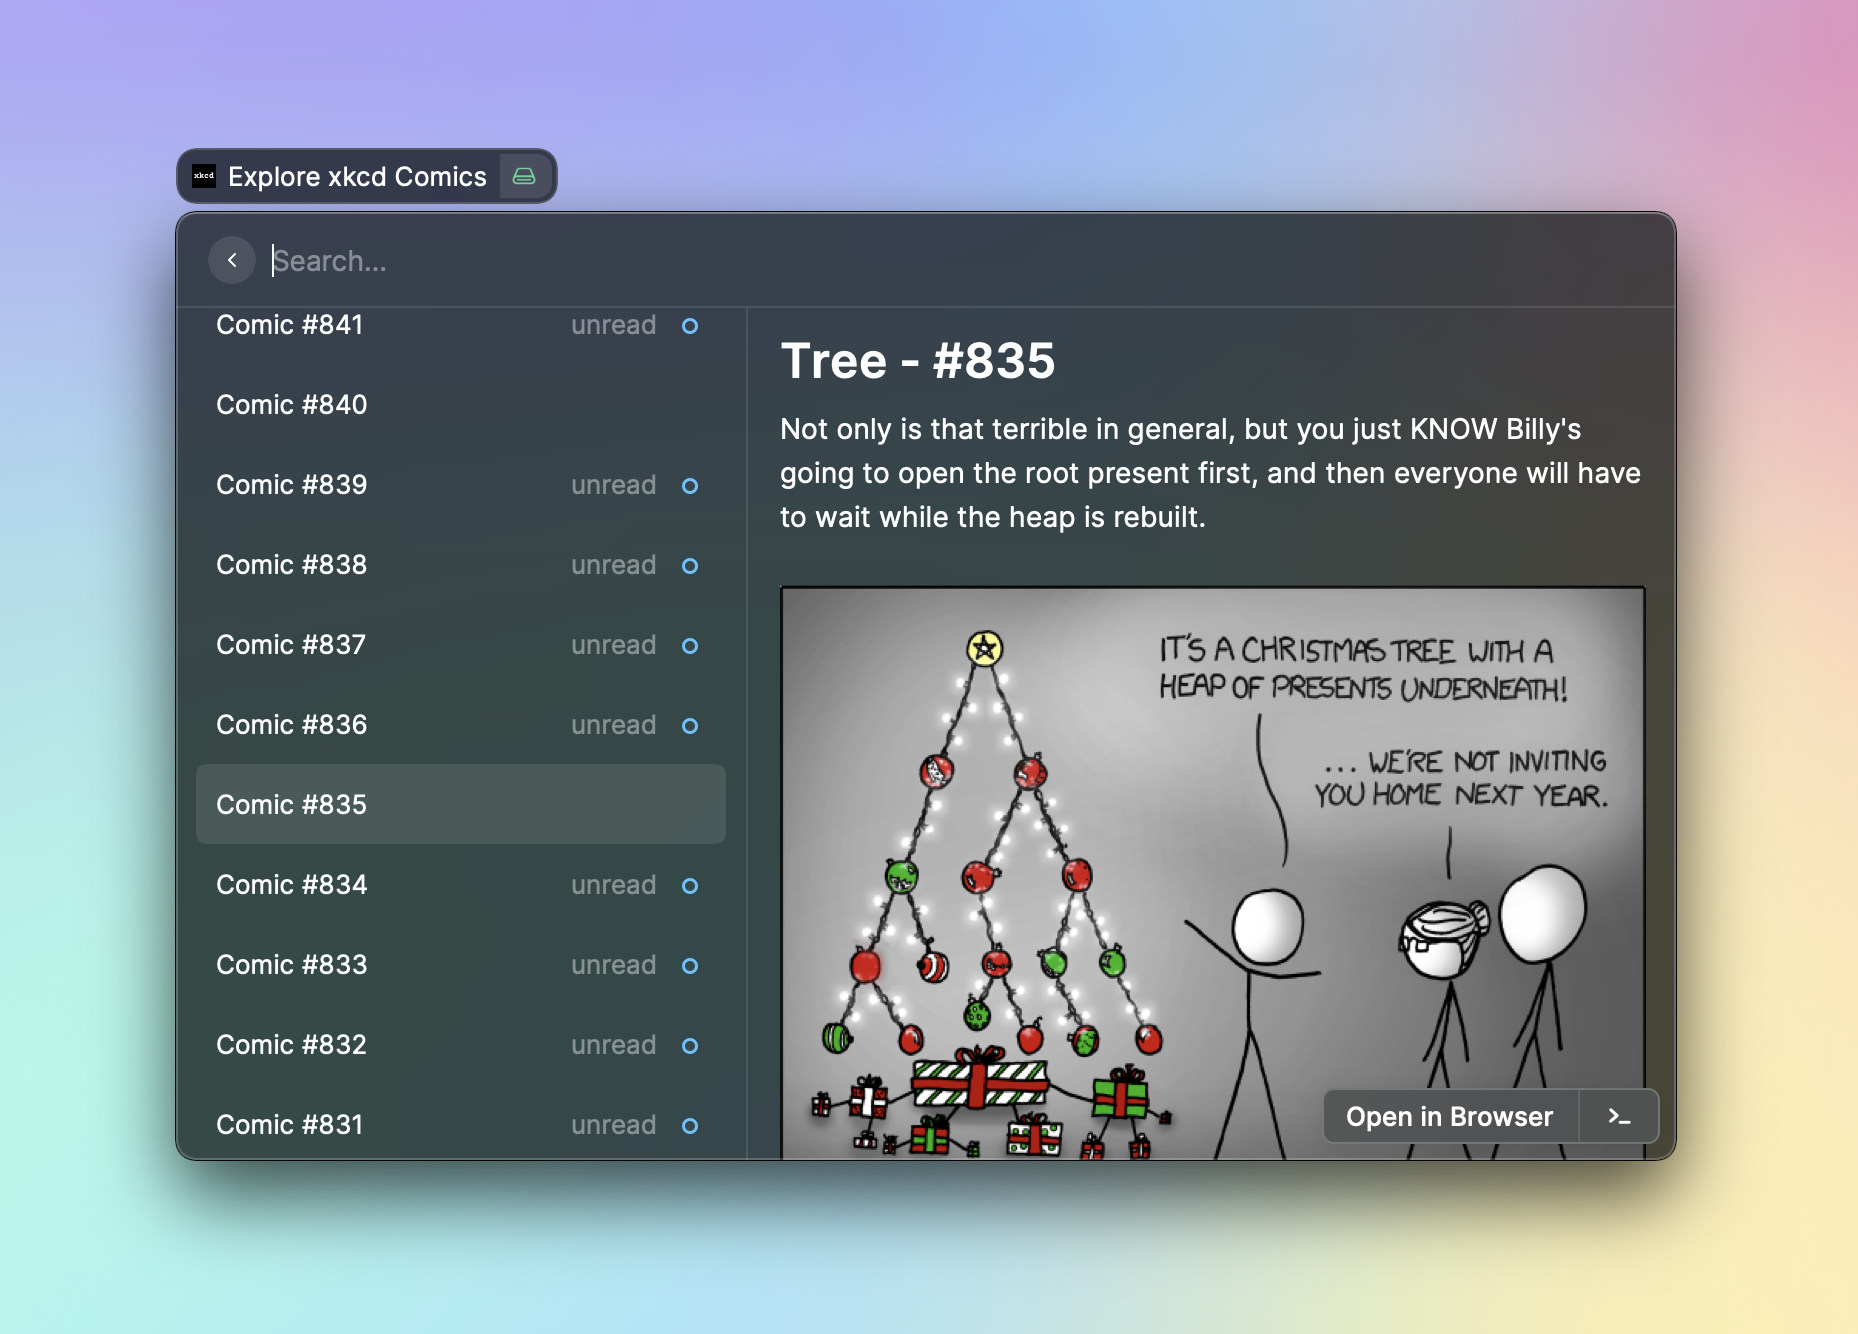 xkcd Explore xkcd Comics
Search...
Comic #841 unread
Comic #840
Comic #839 unread
Comic #838 unread
Comic #837 unread
Comic #836 unread
Comic #835
Comic #834 unread
Comic #833 unread
Comic #832 unread
Comic #831 unread
Tree - #835
Not only is that terrible in general, but you just KNOW Billy's
going to open the root present first, and then everyone will have
to wait while the heap is rebuilt.
IT'S A CHRISTMAS TREE WITH A
HEAP OF PRESENTS UNDERNEATH!
... WE'RE NOT INVITING
YOU HOME NEXT YEAR.
Open in Browser